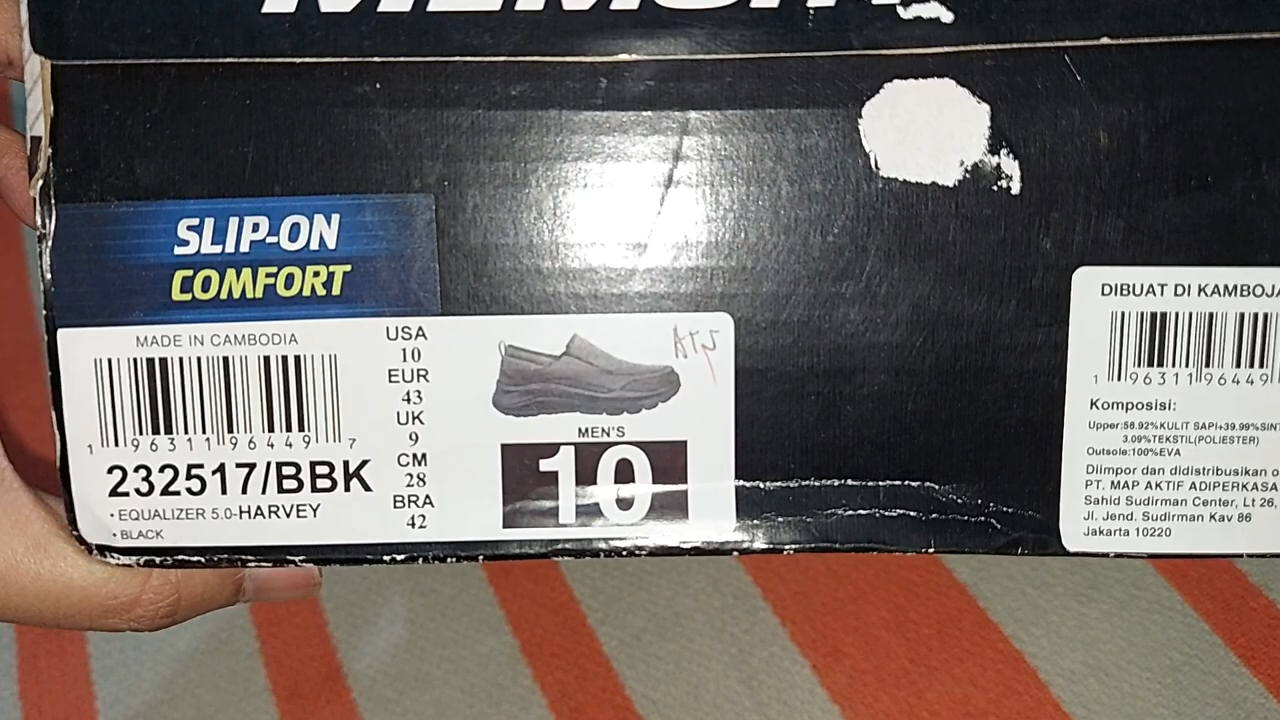 SLIP-ON
COMFORT
MADE IN CAMBODIA
1 96311 96449 7
232517/BBK
• EQUALIZER 5.0-HARVEY
• BLACK
USA
10
EUR
43
UK
9
CM
28
BRA
42
MEN'S
10
DIBUAT DI KAMBOJA
1 96311 96449
Komposisi:
Upper:56.92%KULIT SAPI+39.99%SINT
3.09%TEKSTIL(POLIESTER)
Outsole:100%EVA
Diimpor dan didistribusikan o
PT. MAP AKTIF ADIPERKASA
Sahid Sudirman Center, Lt 26,
Jl. Jend. Sudirman Kav 86
Jakarta 10220